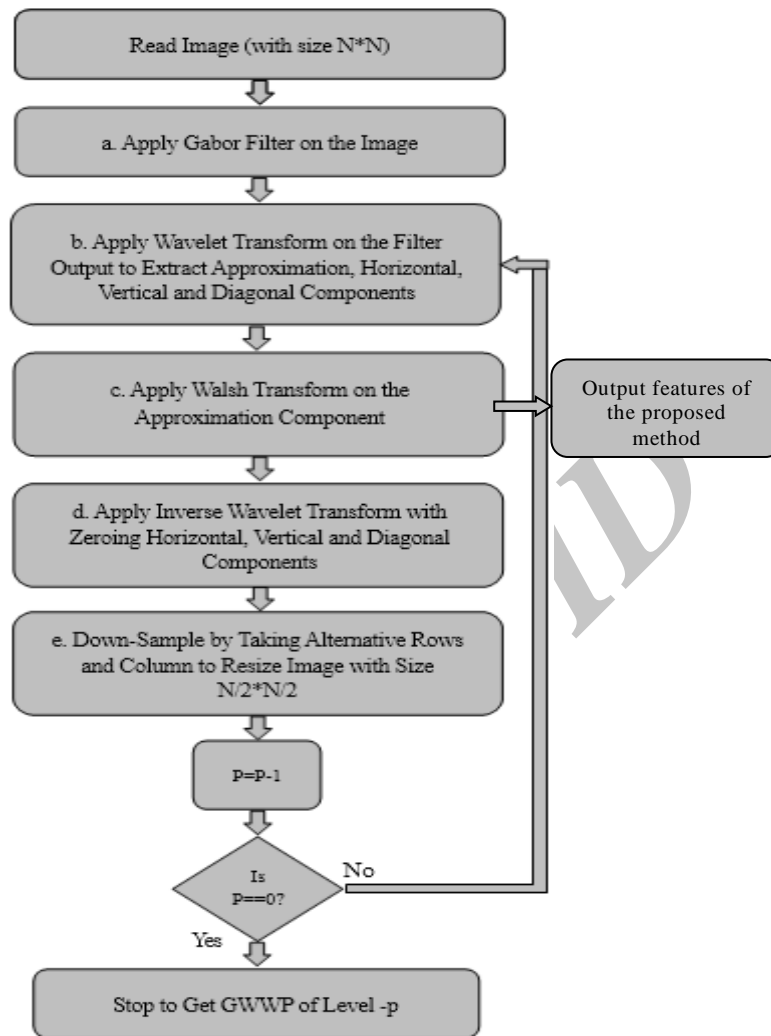 Read Image (with size N*N)
a. Apply Gabor Filter on the Image
b. Apply Wavelet Transform on the Filter
Output to Extract Approximation, Horizontal,
Vertical and Diagonal Components
c. Apply Walsh Transform on the
Approximation Component
Output features of
the proposed
method
d. Apply Inverse Wavelet Transform with
Zeroing Horizontal, Vertical and Diagonal
Components
e. Down-Sample by Taking Alternative Rows
and Column to Resize Image with Size
N/2*N/2
P=P-1
Is
P==0?
No
Yes
Stop to Get GWWP of Level -p